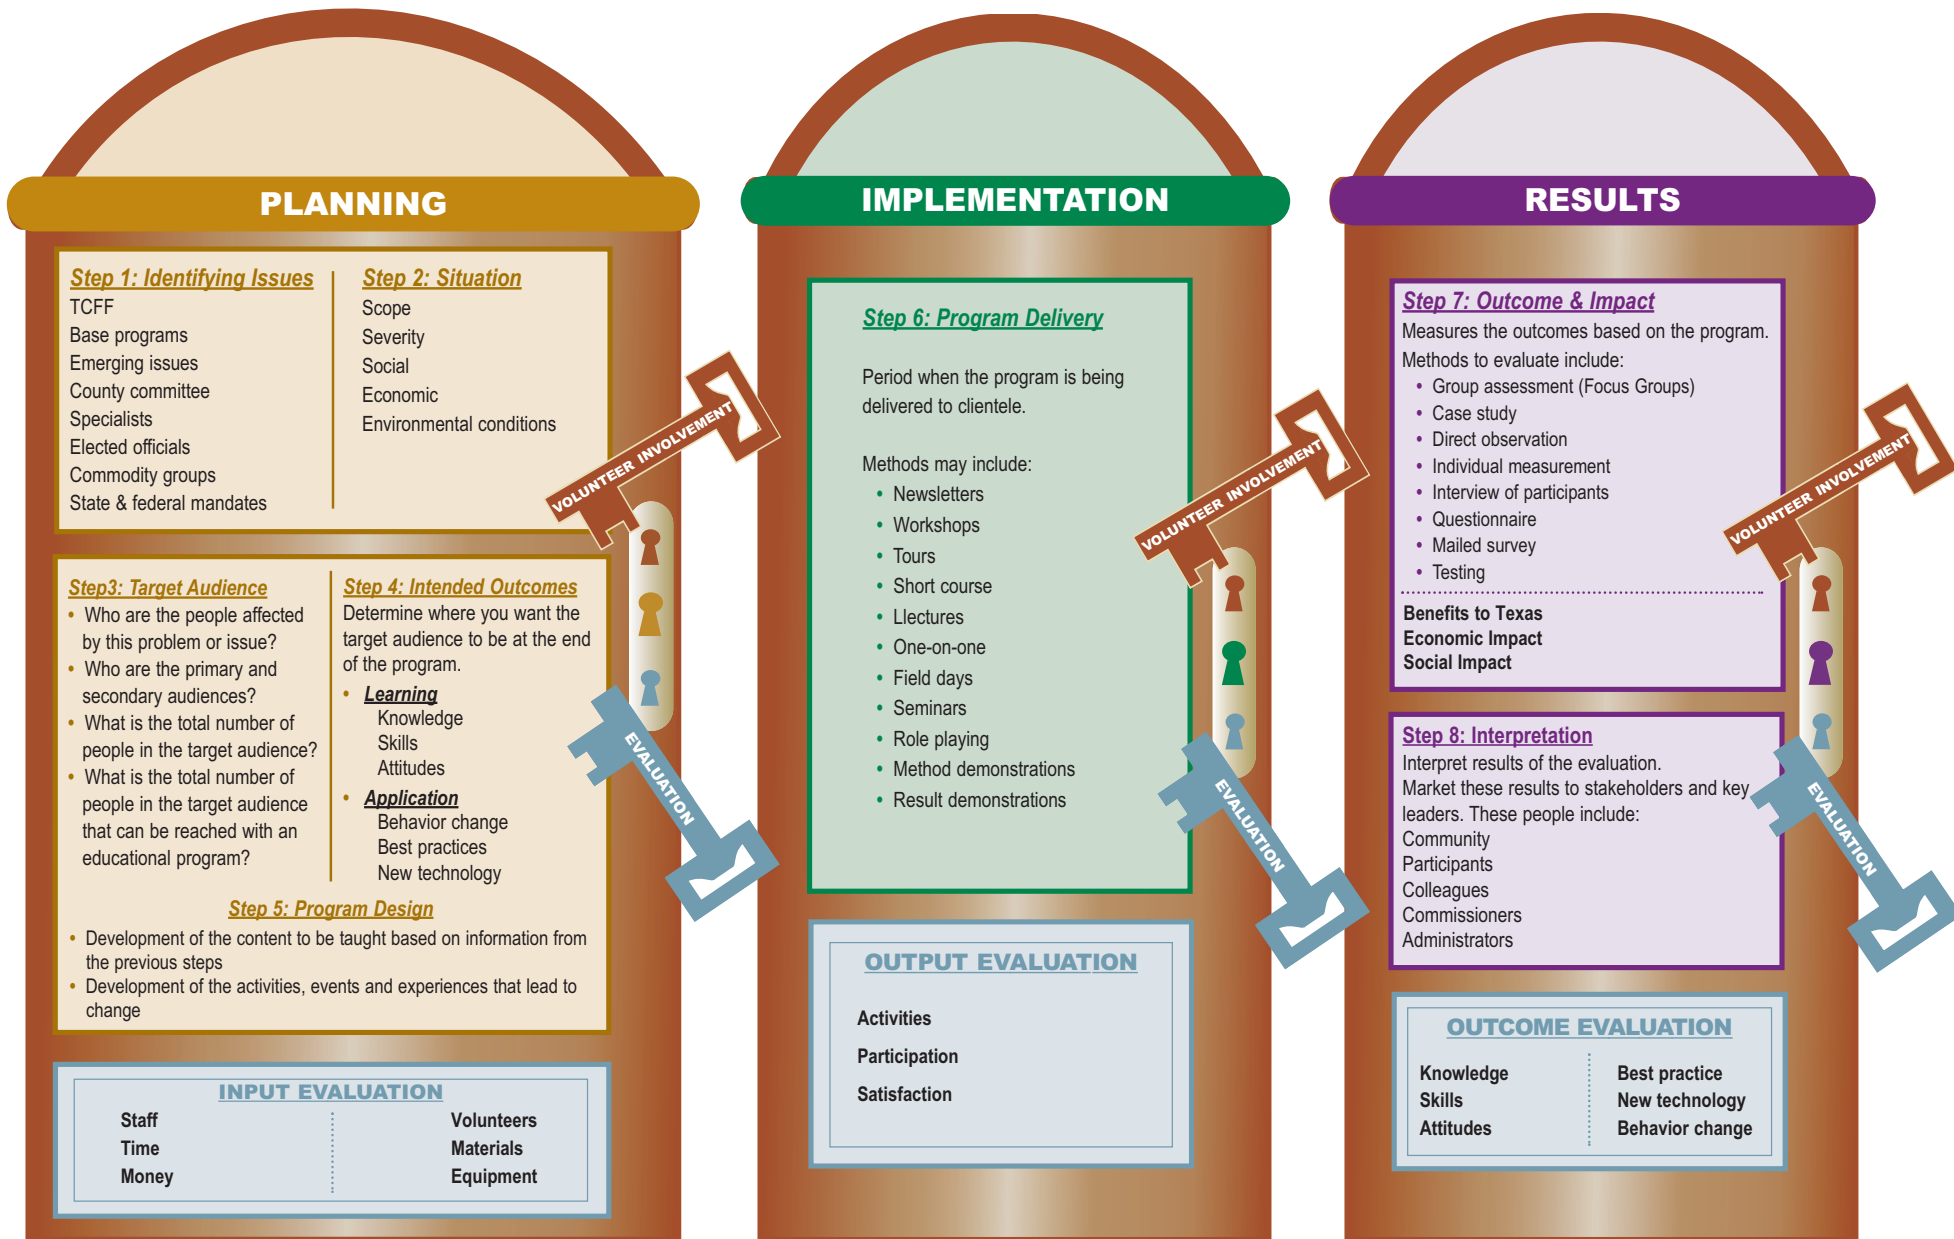 PLANNING
Step 1: Identifying Issues
TCFF
Base programs
Emerging issues
County committee
Specialists
Elected officials
Commodity groups
State & federal mandates
Step 2: Situation
Scope
Severity
Social
Economic
Environmental conditions
VOLUNTEER INVOLVEMENT
Step3: Target Audience
• Who are the people affected
by this problem or issue?
• Who are the primary and
secondary audiences?
• What is the total number of
people in the target audience?
• What is the total number of
people in the target audience
that can be reached with an
educational program?
Step 4: Intended Outcomes
Determine where you want the
target audience to be at the end
of the program.
• Learning
Knowledge
Skills
Attitudes
• Application
Behavior change
Best practices
New technology
EVALUATION
Step 5: Program Design
• Development of the content to be taught based on information from
the previous steps
• Development of the activities, events and experiences that lead to
change
INPUT EVALUATION
Staff
Time
Money
Volunteers
Materials
Equipment
IMPLEMENTATION
Step 6: Program Delivery
Period when the program is being
delivered to clientele.
Methods may include:
• Newsletters
• Workshops
• Tours
• Short course
• Llectures
• One-on-one
• Field days
• Seminars
• Role playing
• Method demonstrations
• Result demonstrations
VOLUNTEER INVOLVEMENT
EVALUATION
OUTPUT EVALUATION
Activities
Participation
Satisfaction
RESULTS
Step 7: Outcome & Impact
Measures the outcomes based on the program.
Methods to evaluate include:
• Group assessment (Focus Groups)
• Case study
• Direct observation
• Individual measurement
• Interview of participants
• Questionnaire
• Mailed survey
• Testing
Benefits to Texas
Economic Impact
Social Impact
VOLUNTEER INVOLVEMENT
Step 8: Interpretation
Interpret results of the evaluation.
Market these results to stakeholders and key
leaders. These people include:
Community
Participants
Colleagues
Commissioners
Administrators
EVALUATION
OUTCOME EVALUATION
Knowledge
Skills
Attitudes
Best practice
New technology
Behavior change